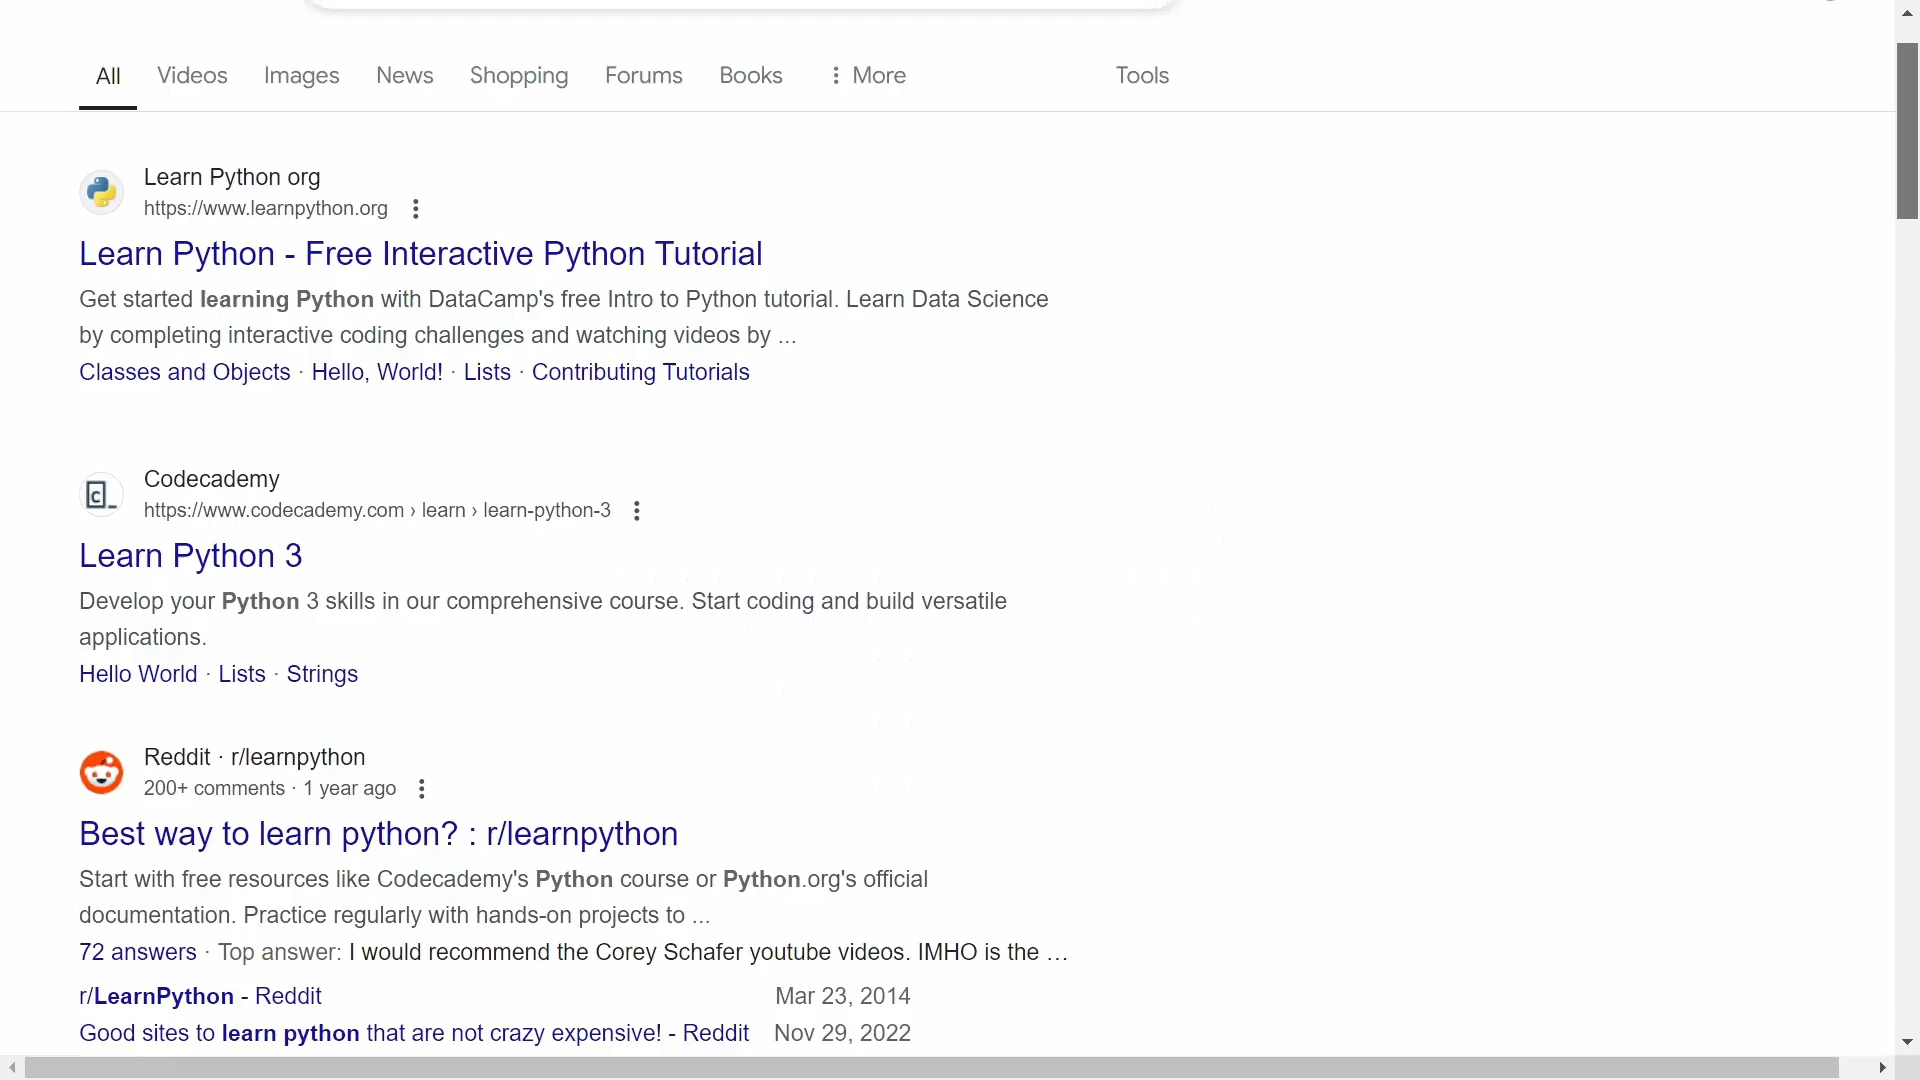 All Videos Images News Shopping Forums Books More Tools
Learn Python org
https://www.learnpython.org
Learn Python - Free Interactive Python Tutorial
Get started learning Python with DataCamp's free Intro to Python tutorial. Learn Data Science
by completing interactive coding challenges and watching videos by ...
Classes and Objects · Hello, World! · Lists · Contributing Tutorials
Codecademy
https://www.codecademy.com › learn › learn-python-3
Learn Python 3
Develop your Python 3 skills in our comprehensive course. Start coding and build versatile
applications.
Hello World · Lists · Strings
Reddit · r/learnpython
200+ comments · 1 year ago
Best way to learn python? : r/learnpython
Start with free resources like Codecademy's Python course or Python.org's official
documentation. Practice regularly with hands-on projects to ...
72 answers · Top answer: I would recommend the Corey Schafer youtube videos. IMHO is the …
r/LearnPython - Reddit Mar 23, 2014
Good sites to learn python that are not crazy expensive! - Reddit Nov 29, 2022